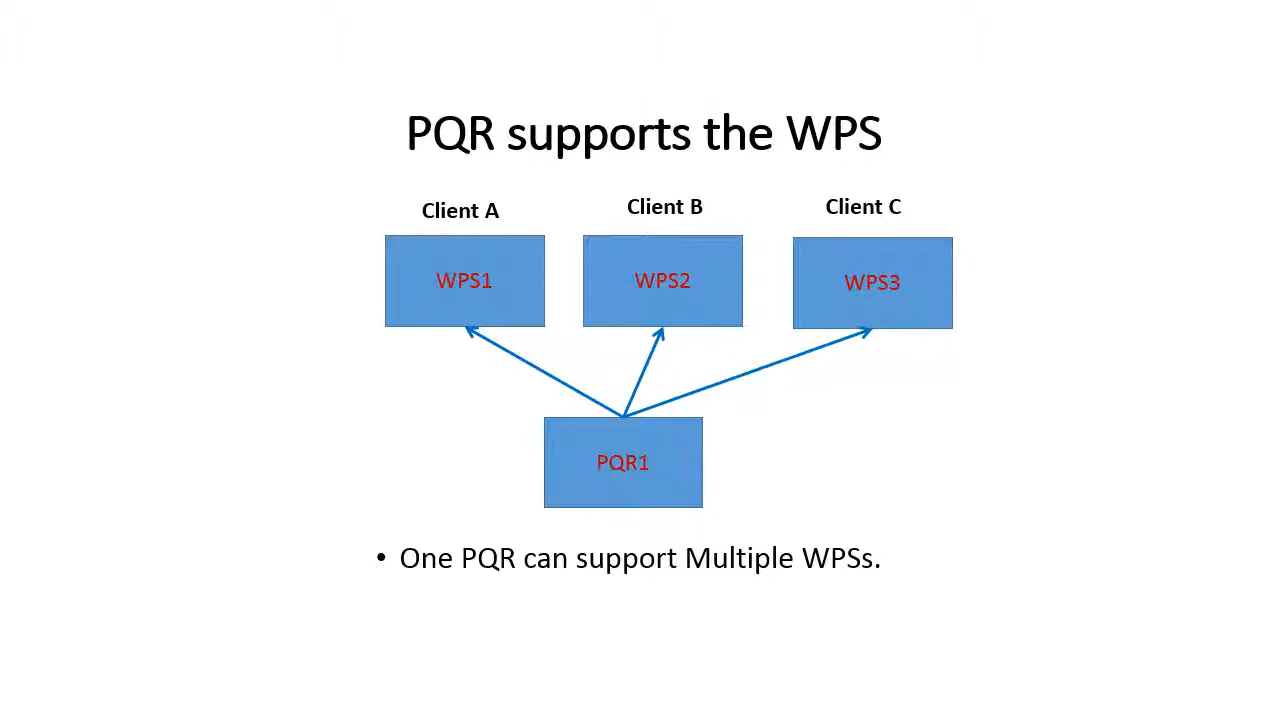 PQR supports the WPS
Client A
Client B
Client C
WPS1
WPS2
WPS3
PQR1
• One PQR can support Multiple WPSs.